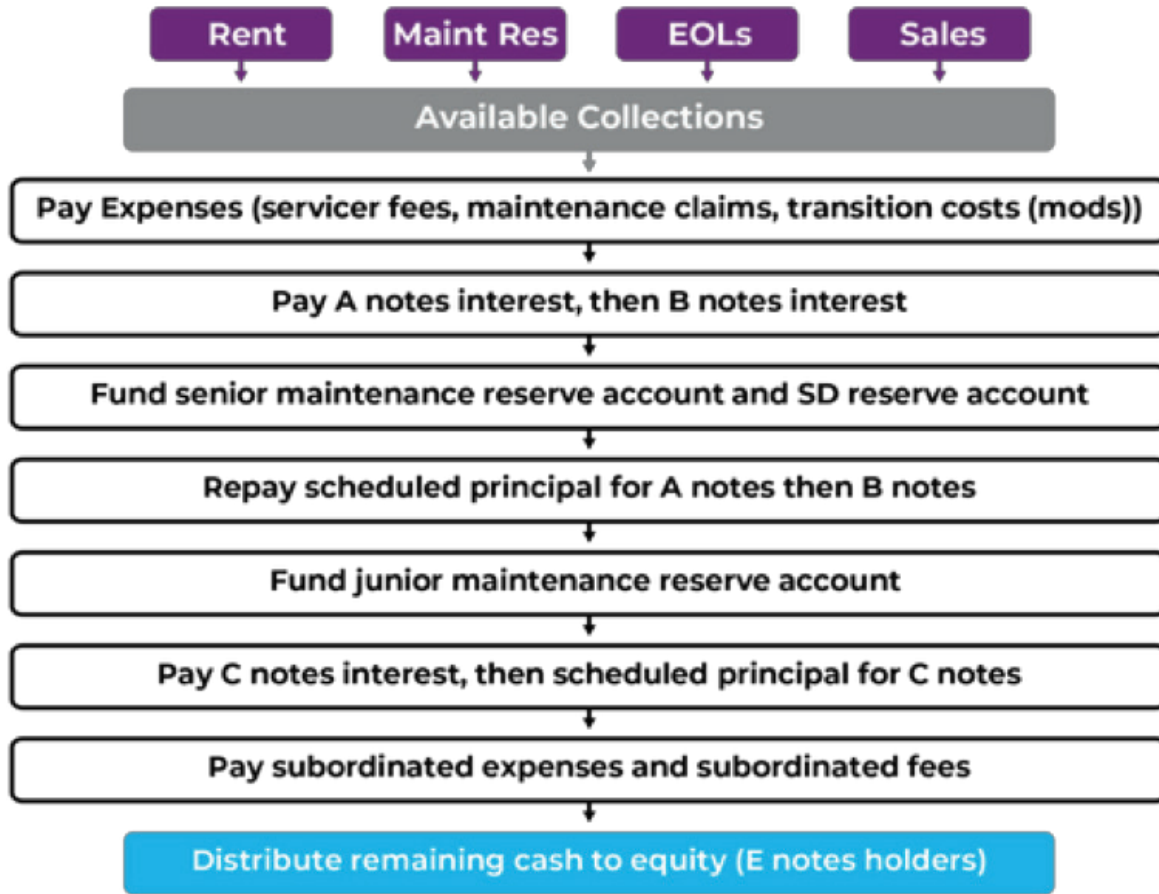 Rent
Maint Res
EOLs
Sales
Available Collections
Pay Expenses (servicer fees, maintenance claims, transition costs (mods))
Pay A notes interest, then B notes interest
Fund senior maintenance reserve account and SD reserve account
Repay scheduled principal for A notes then B notes
Fund junior maintenance reserve account
Pay C notes interest, then scheduled principal for C notes
Pay subordinated expenses and subordinated fees
Distribute remaining cash to equity (E notes holders)